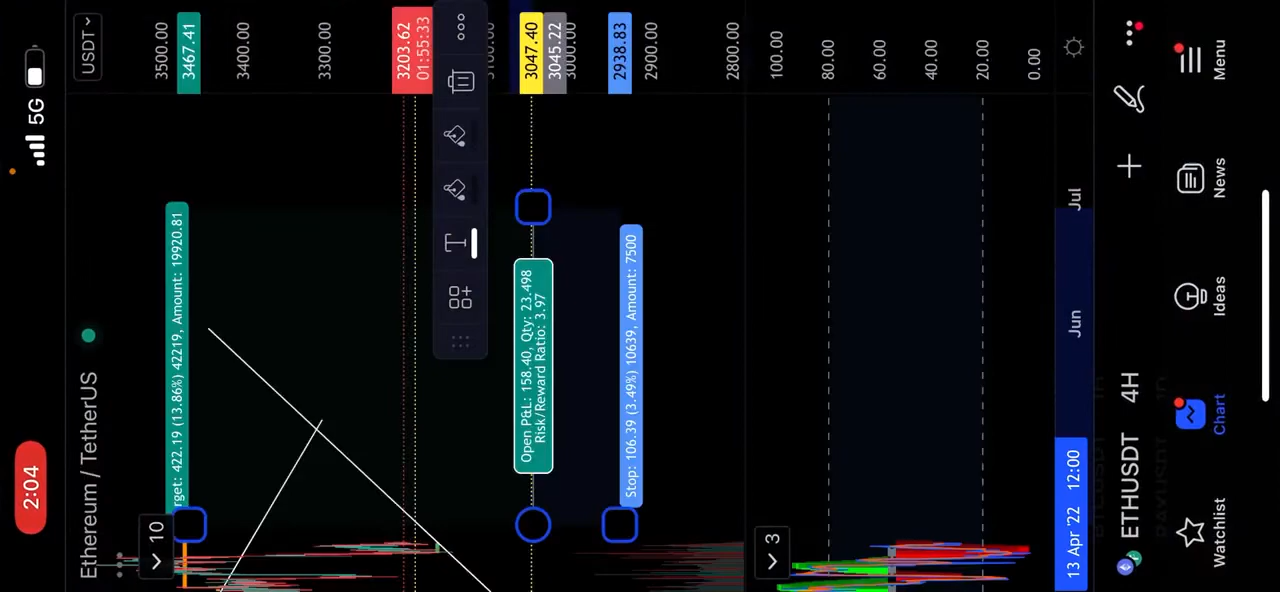 2:04
5G
Ethereum / TetherUS
USDT
10
3500.00
3467.41
3400.00
3300.00
3203.62
01:55:33
3047.40
3045.22
3000.00
2938.83
2900.00
2800.00
rget: 422.19 (13.86%) 42219, Amount: 19920.81
Open P&L: 158.40, Qty: 23.498
Risk/Reward Ratio: 3.97
Stop: 106.39 (3.49%) 10639, Amount: 7500
3
100.00
80.00
60.00
40.00
20.00
0.00
13 Apr '22 12:00
Jun
Jul
ETHUSDT 4H
Watchlist
Chart
Ideas
News
Menu